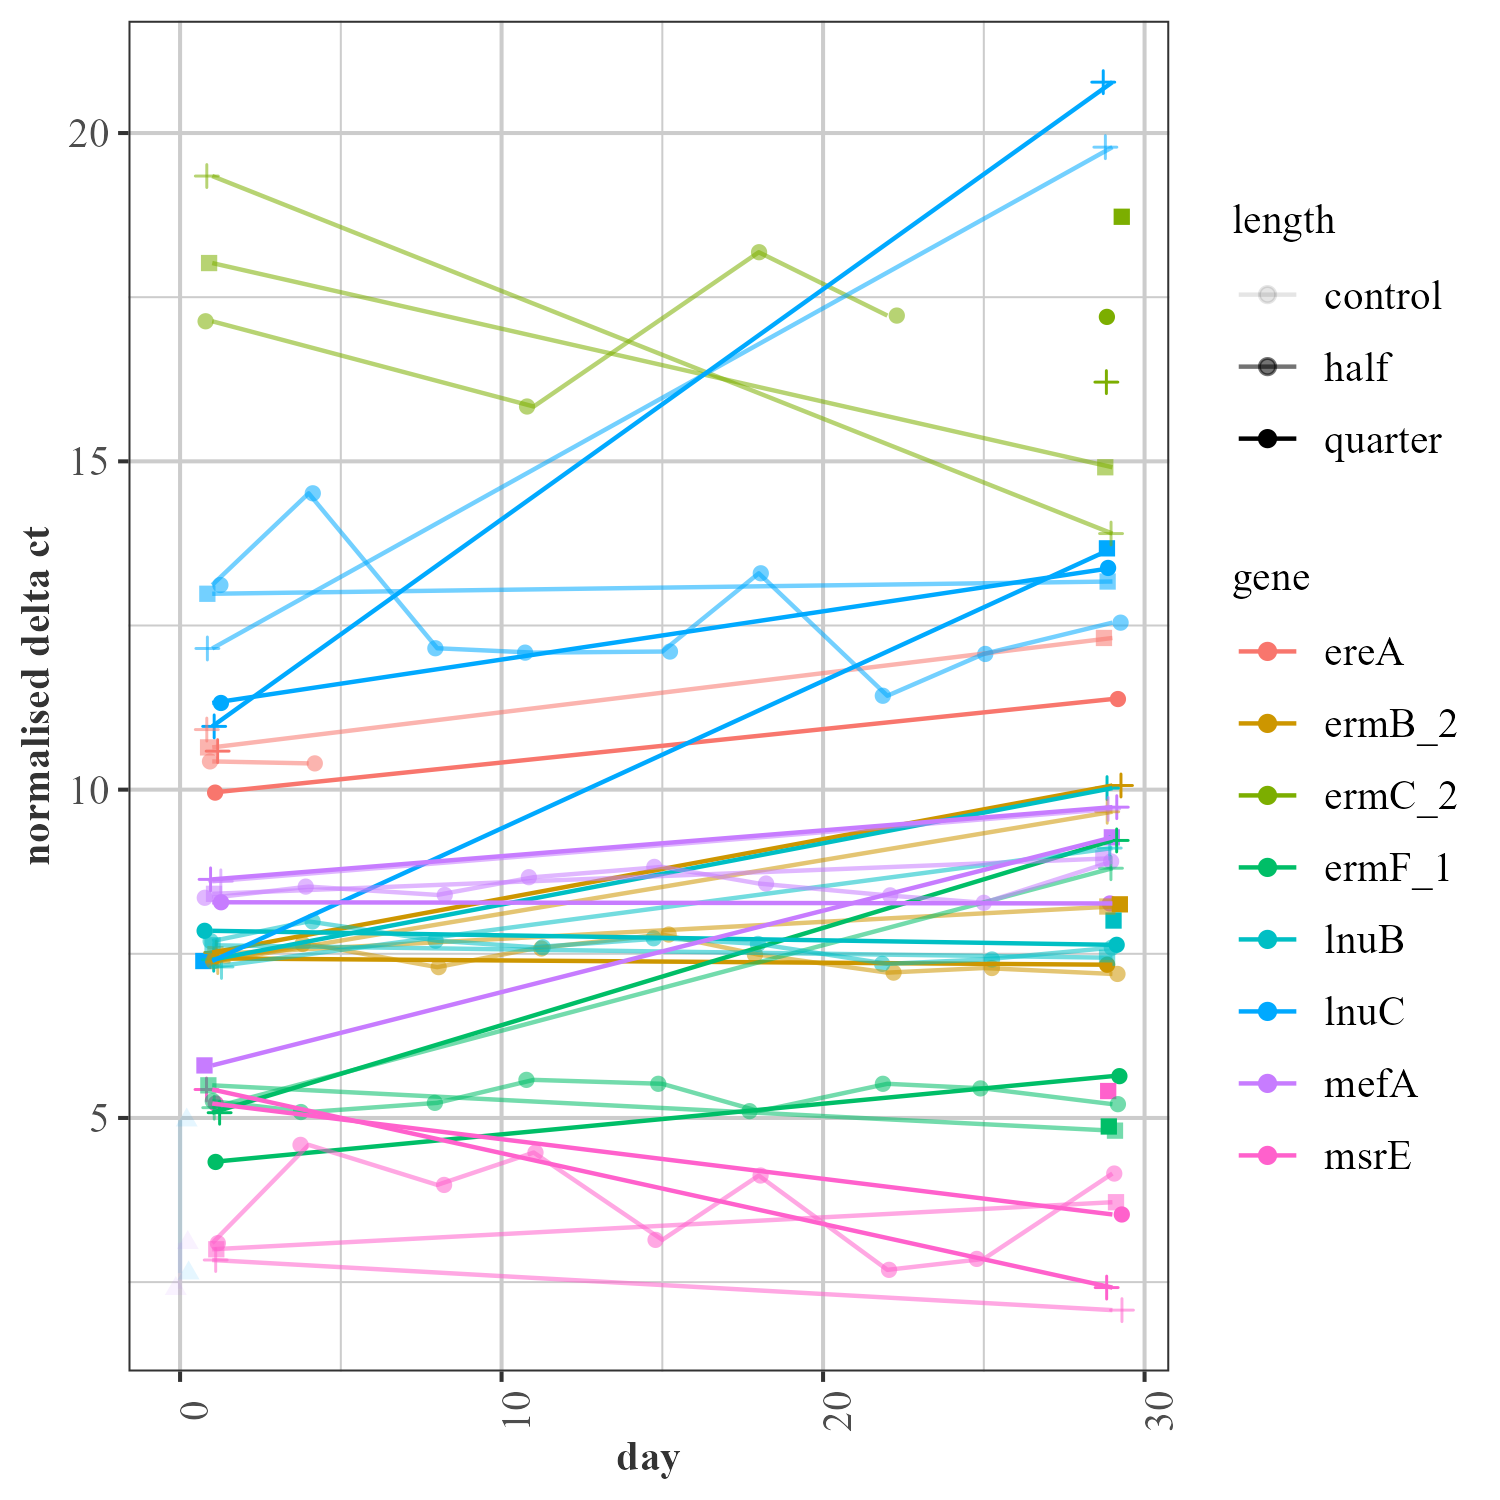 20
15
10
5
normalised delta ct
0
10
20
30
day
length
control
half
quarter
gene
ereA
ermB_2
ermC_2
ermF_1
lnuB
lnuC
mefA
msrE